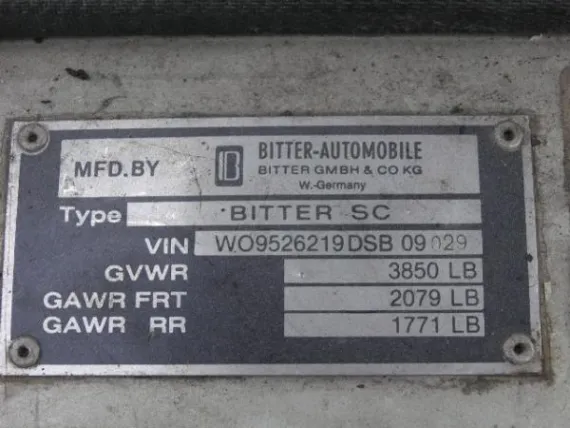 MFD.BY B BITTER-AUTOMOBILE
BITTER GMBH & CO KG
W.-Germany
Type BITTER SC
VIN WO9526219DSB 09029
GVWR 3850 LB
GAWR FRT 2079 LB
GAWR RR 1771 LB